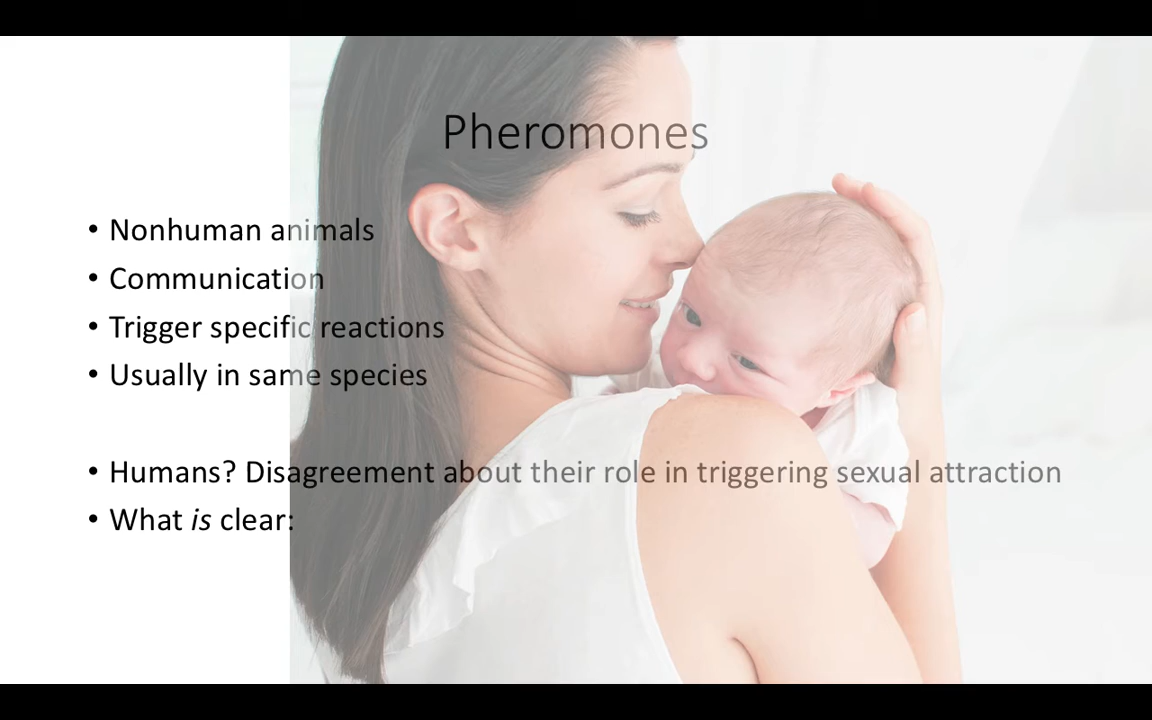 Pheromones
• Nonhuman animals
• Communication
• Trigger specific reactions
• Usually in same species
• Humans? Disagreement about their role in triggering sexual attraction
• What is clear: